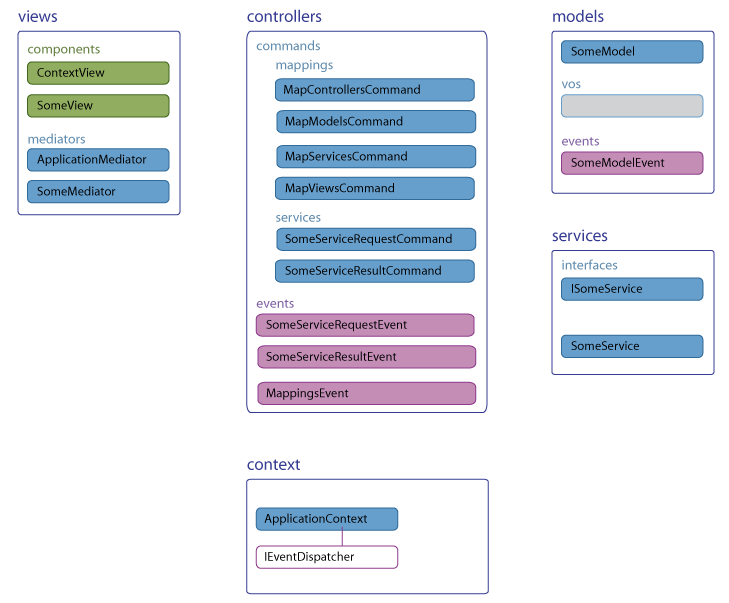 views
components
ContextView
SomeView
mediators
ApplicationMediator
SomeMediator
controllers
commands
mappings
MapControllersCommand
MapModelsCommand
MapServicesCommand
MapViewsCommand
services
SomeServiceRequestCommand
SomeServiceResultCommand
events
SomeServiceRequestEvent
SomeServiceResultEvent
MappingsEvent
models
SomeModel
vos
events
SomeModelEvent
services
interfaces
ISomeService
SomeService
context
ApplicationContext
IEventDispatcher